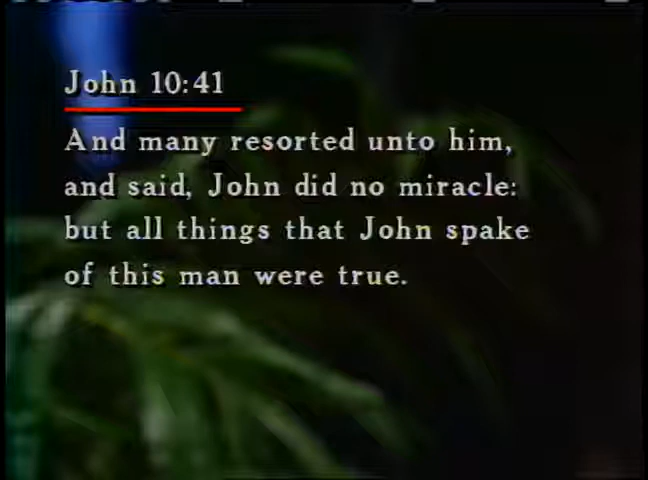 John 10:41
And many resorted unto him,
and said, John did no miracle:
but all things that John spake
of this man were true.